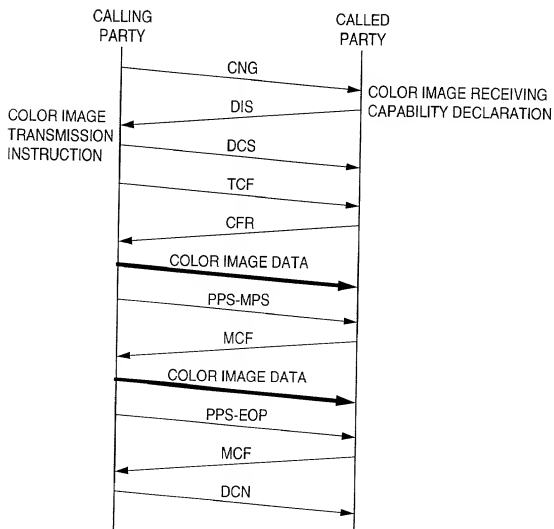 CALLING
PARTY
CALLED
PARTY
CNG
COLOR IMAGE RECEIVING
CAPABILITY DECLARATION
DIS
COLOR IMAGE
TRANSMISSION
INSTRUCTION
DCS
TCF
CFR
COLOR IMAGE DATA
PPS-MPS
MCF
COLOR IMAGE DATA
PPS-EOP
MCF
DCN